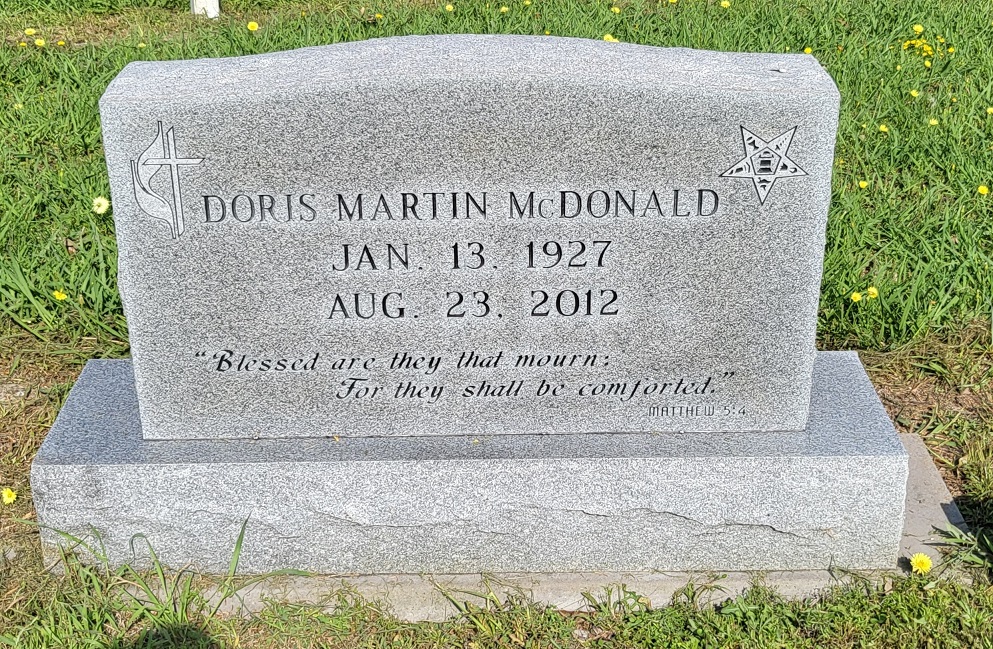 DORIS MARTIN McDONALD
JAN. 13, 1927
AUG. 23, 2012
"Blessed are they that mourn:
For they shall be comforted."
MATTHEW 5:4